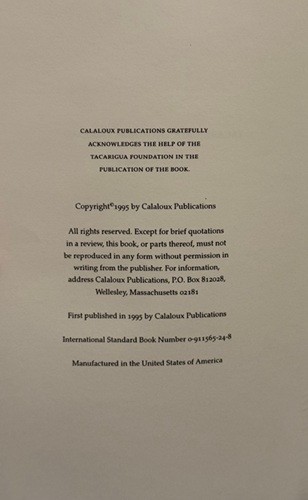 CALALOUX PUBLICATIONS GRATEFULLY
ACKNOWLEDGES THE HELP OF THE
TACARIGUA FOUNDATION IN THE
PUBLICATION OF THE BOOK.
Copyright©1995 by Calaloux Publications
All rights reserved. Except for brief quotations
in a review, this book, or parts thereof, must not
be reproduced in any form without permission in
writing from the publisher. For information,
address Calaloux Publications, P.O. Box 812028,
Wellesley, Massachusetts 02181
First published in 1995 by Calaloux Publications
International Standard Book Number 0-911565-24-8
Manufactured in the United States of America